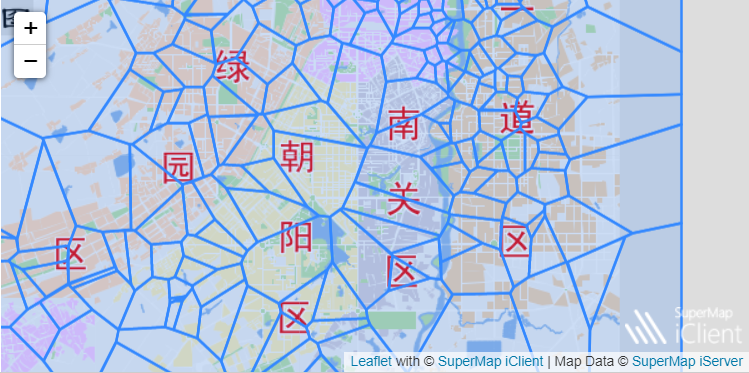 图
+
−
绿
园
区
朝
阳
区
南
关
区
道
区
SuperMap
iClient
Leaflet with © SuperMap iClient | Map Data © SuperMap iServer